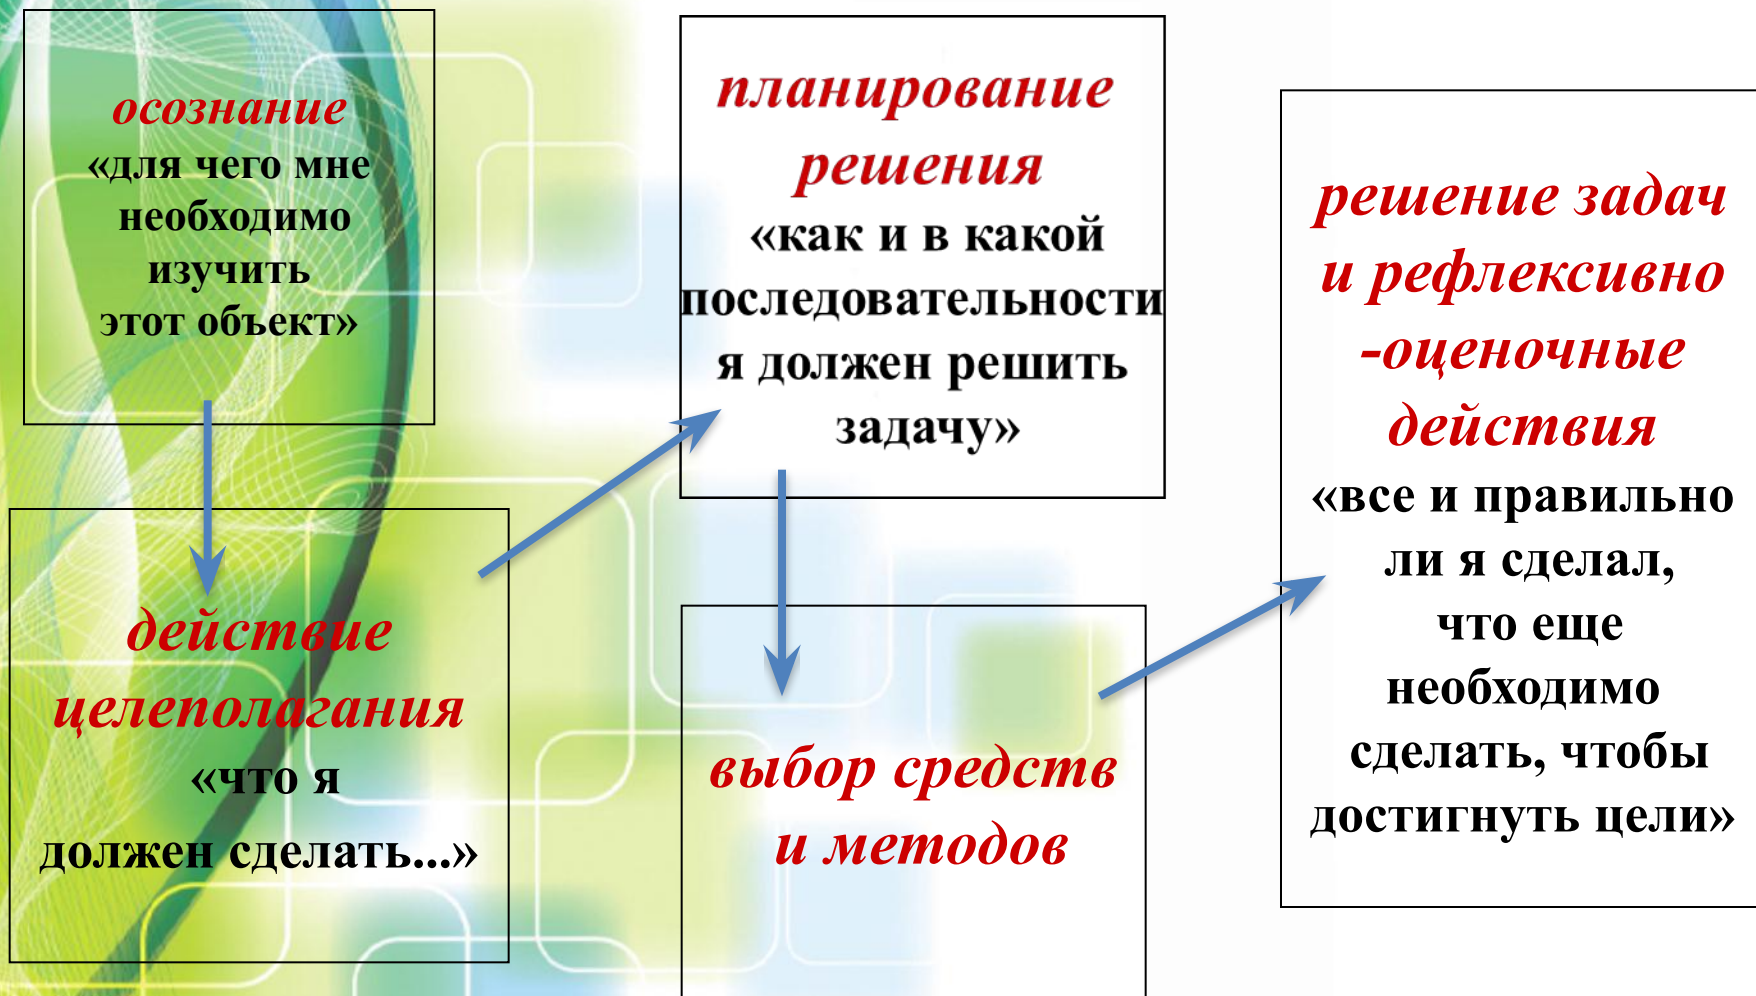 осознание
«для чего мне
необходимо
изучить
этот объект»
действие
целеполагания
«что я
должен сделать...»
планирование
решения
«как и в какой
последовательности
я должен решить
задачу»
выбор средств
и методов
решение задач
и рефлексивно
-оценочные
действия
«все и правильно
ли я сделал,
что еще
необходимо
сделать, чтобы
достигнуть цели»